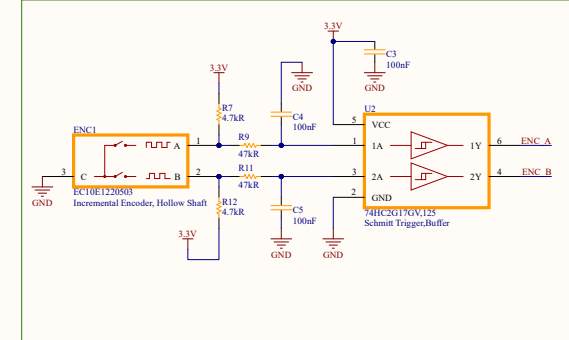 3.3V
C3
100nF
GND
3.3V
GND
C4
100nF
R7
4.7kR
U2
5
VCC
ENC1
A
1
R9
47kR
1
1A
1Y
6
ENC_A
3
C
B
2
R11
47kR
3
2A
2Y
4
ENC_B
GND
EC10E1220503
Incremental Encoder, Hollow Shaft
R12
4.7kR
C5
100nF
2
GND
74HC2G17GV,125
Schmitt Trigger,Buffer
3.3V
GND
GND